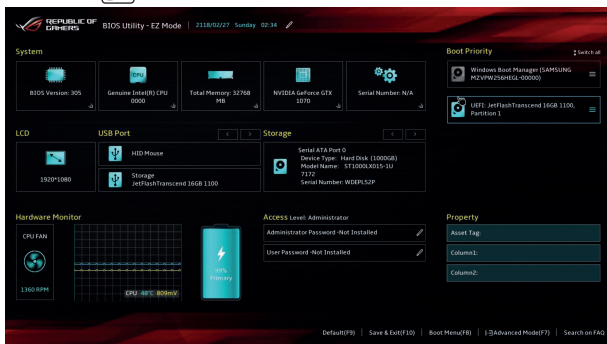 REPUBLIC OF
GAMERS
BIOS Utility - EZ Mode
2118/02/27 Sunday 02:34
System
BIOS Version: 305
CPU
Genuine Intel(R) CPU
0000
Total Memory: 32768
MB
NVIDIA GeForce GTX
1070
Serial Number: N/A
Boot Priority
Switch all
Windows Boot Manager (SAMSUNG
MZVPW256HEGL-00000)
UEFI: JetFlashTranscend 16GB 1100,
Partition 1
LCD
1920*1080
USB Port
< >
HID Mouse
Storage
JetFlashTranscend 16GB 1100
Storage
< >
Serial ATA Port 0
Device Type: Hard Disk (1000GB)
Model Name: ST1000LX015-1U
7172
Serial Number: WDEPLS2P
Hardware Monitor
CPU FAN
1360 RPM
CPU 48°C 809mV
99%
Primary
Access Level: Administrator
Administrator Password -Not Installed
User Password -Not Installed
Property
Asset Tag:
Column1:
Column2:
Default(F9) | Save & Exit(F10) | Boot Menu(F8) | Advanced Mode(F7) | Search on FAQ